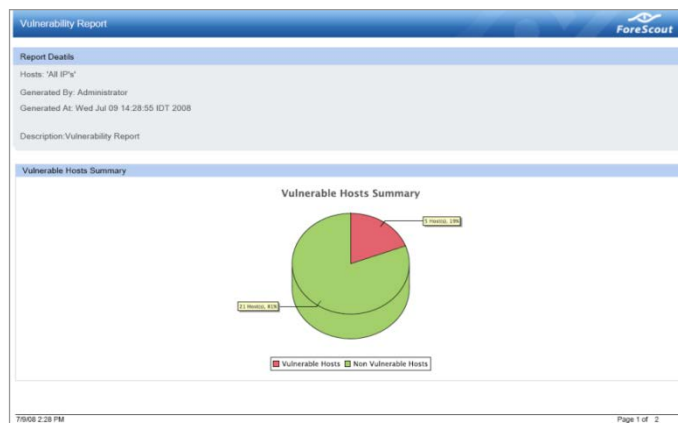 Vulnerability Report
ForeScout
Report Deatils
Hosts: 'All IP's'
Generated By: Administrator
Generated At: Wed Jul 09 14:28:55 IDT 2008
Description:Vulnerability Report
Vulnerable Hosts Summary
Vulnerable Hosts Summary
5 Host(s), 19%
21 Host(s), 81%
Vulnerable Hosts Non Vulnerable Hosts
7/9/08 2:28 PM
Page 1 of 2